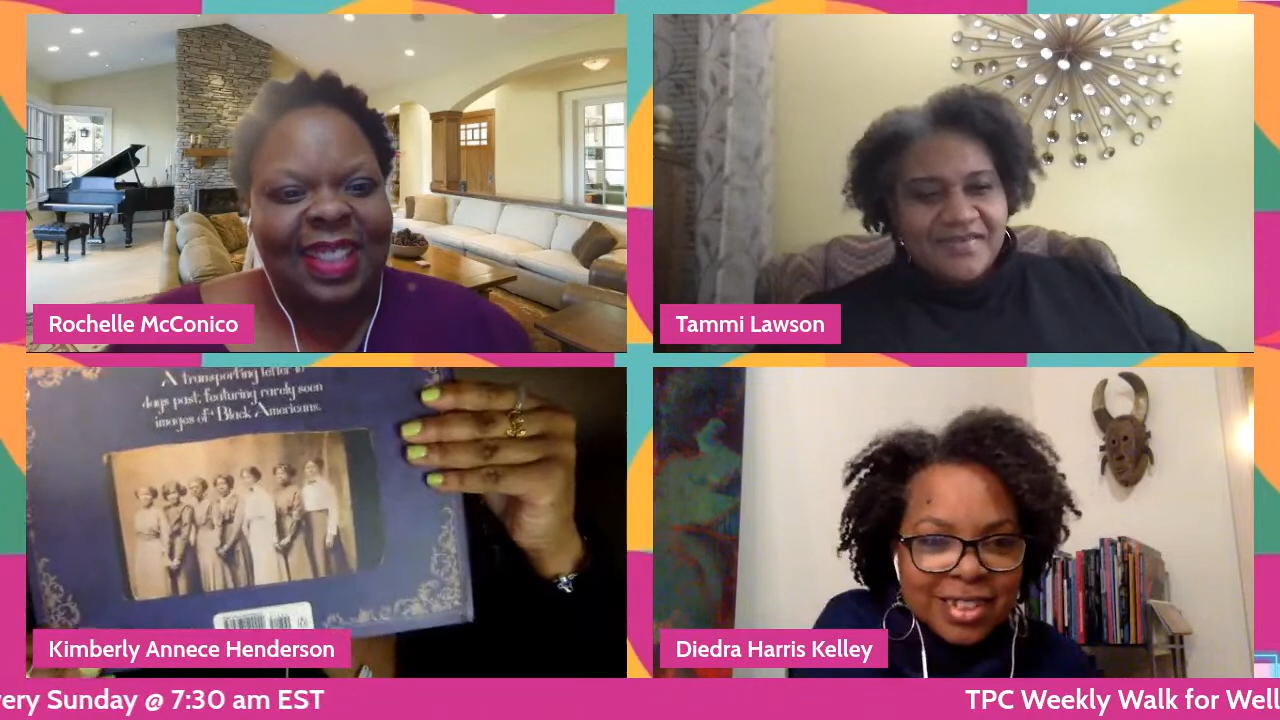 Rochelle McConico
Tammi Lawson
A transporting letter to
days past, featuring rarely seen
images of Black Americans.
Kimberly Annece Henderson
Diedra Harris Kelley
very Sunday @ 7:30 am EST
TPC Weekly Walk for Well